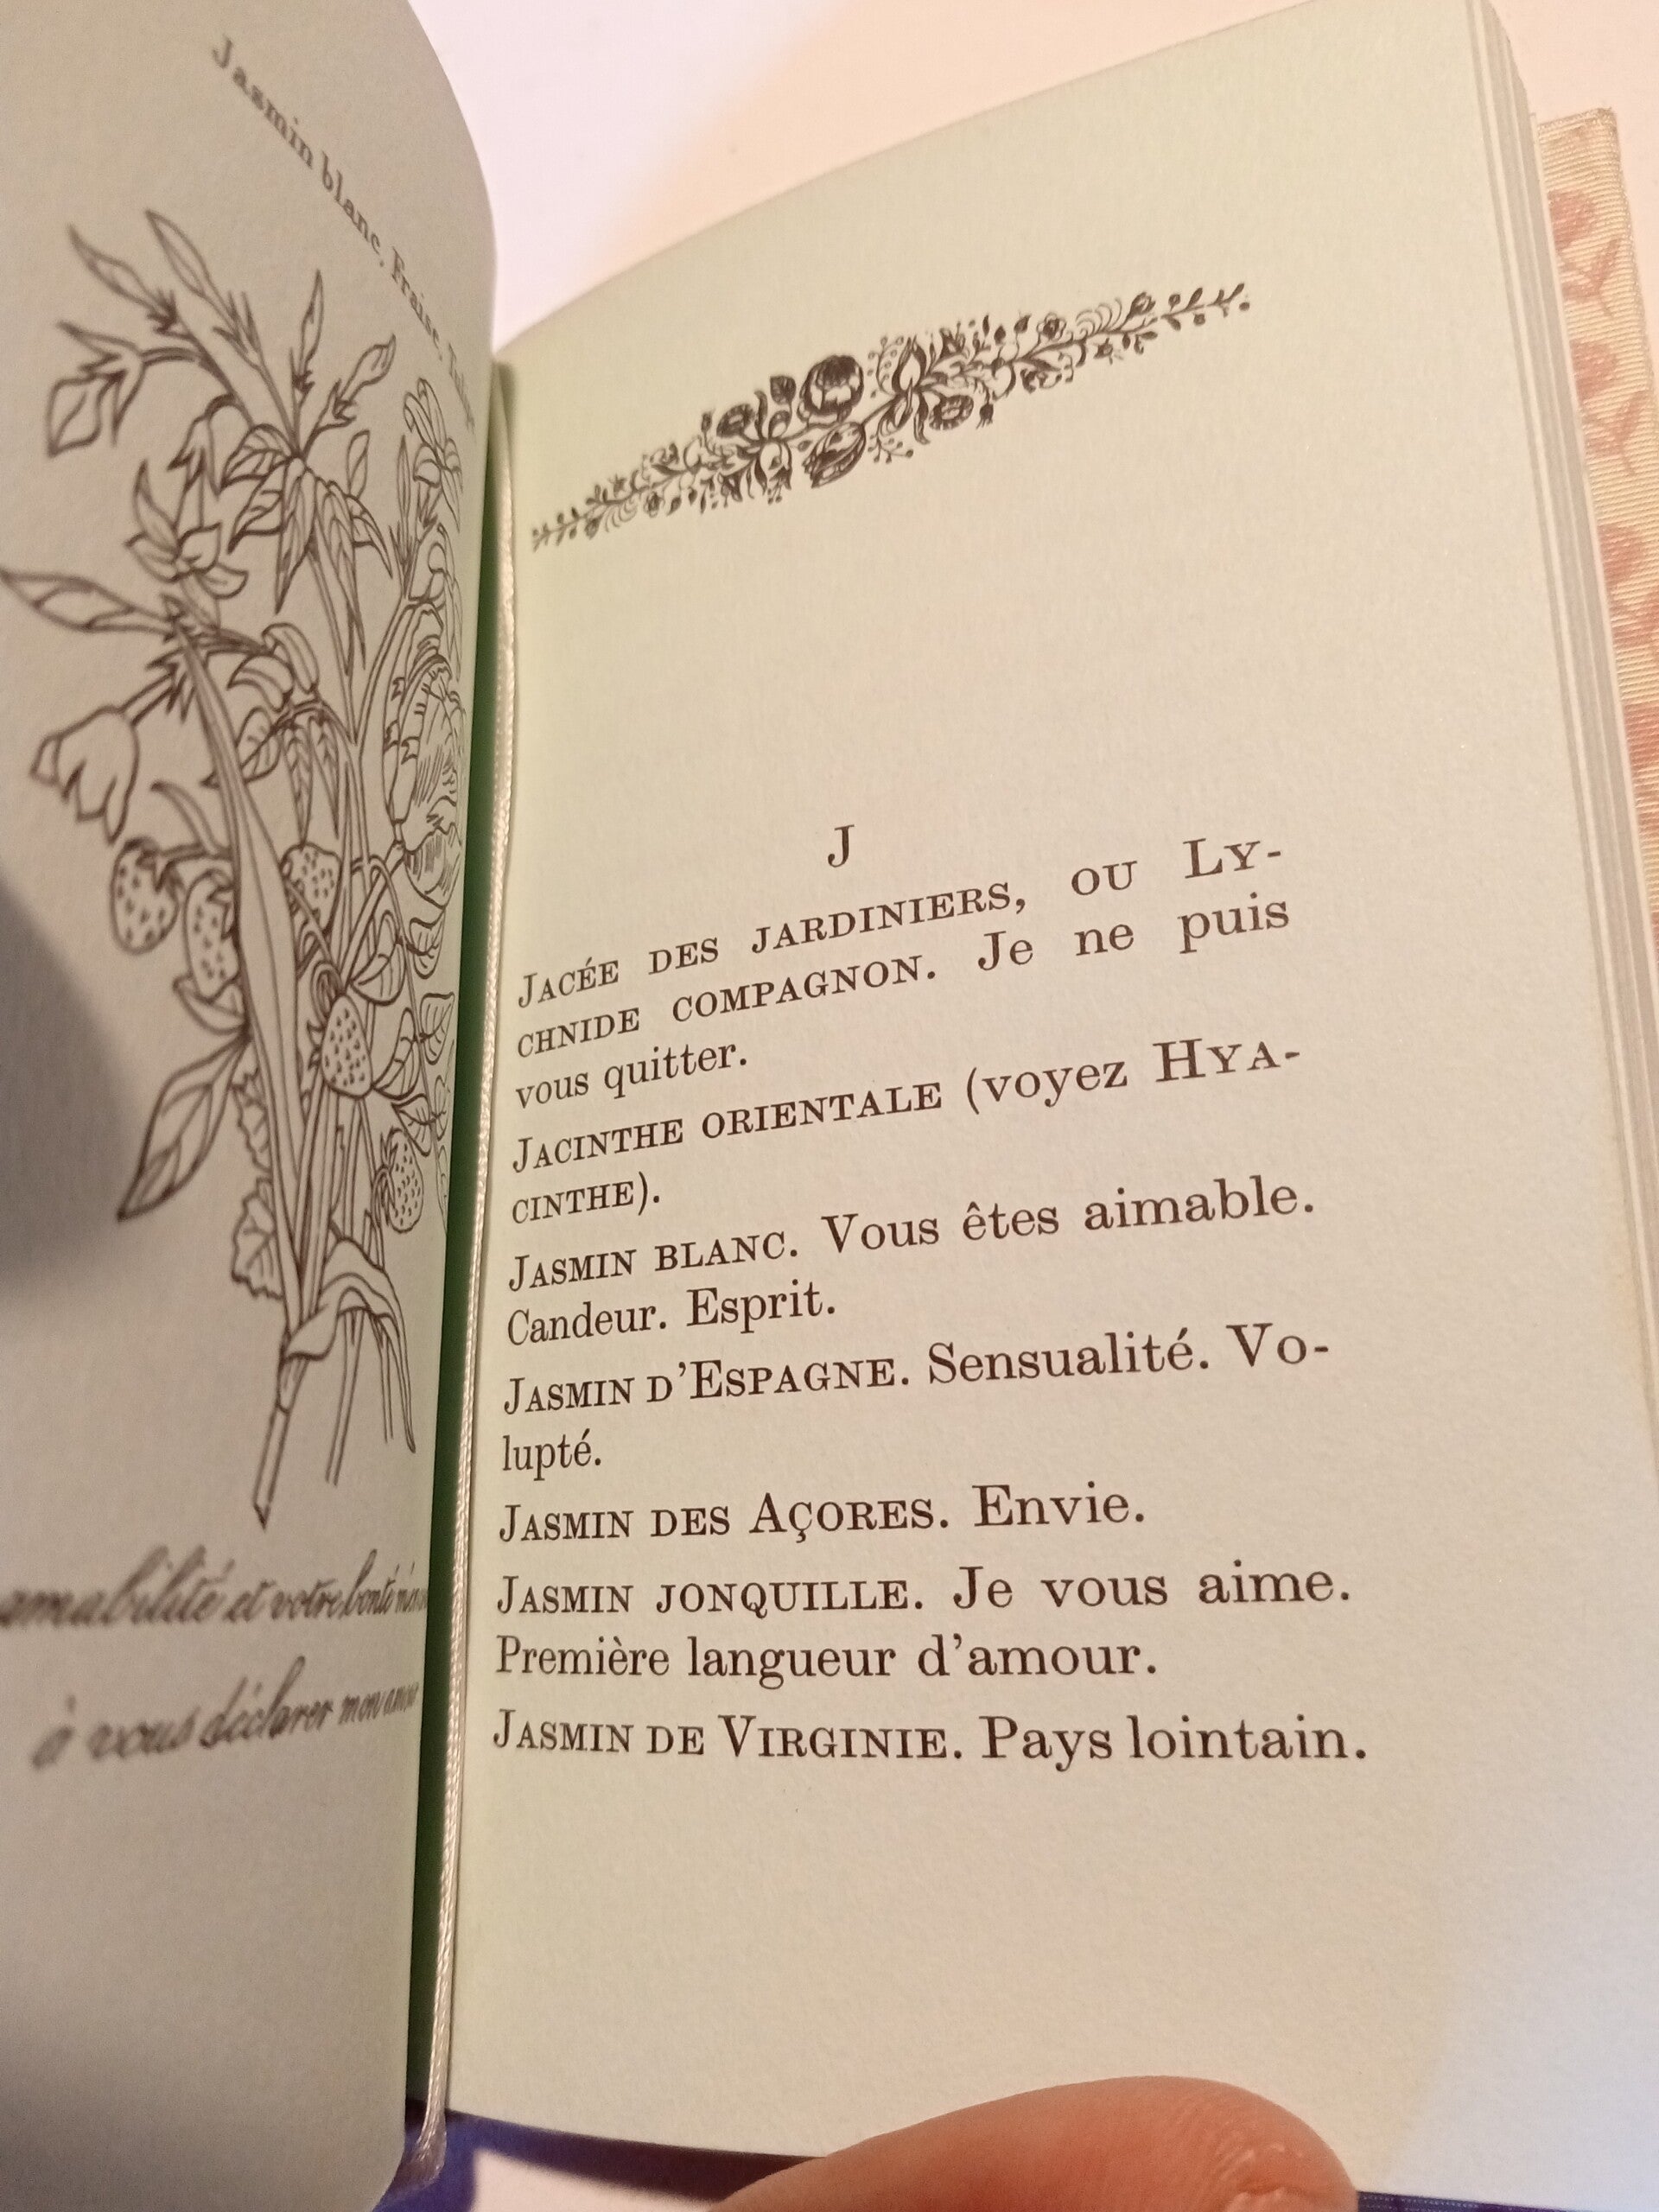 Jasmin blanc, Fraise,
amabilité et votre bonté
à vous déclarer mon amour
J
JACÉE DES JARDINIERS, OU LY-
CHNIDE COMPAGNON. Je ne puis
vous quitter.
JACINTHE ORIENTALE (voyez HYA-
CINTHE).
JASMIN BLANC. Vous êtes aimable.
Candeur. Esprit.
JASMIN D'ESPAGNE. Sensualité. Vo-
lupté.
JASMIN DES AÇORES. Envie.
JASMIN JONQUILLE. Je vous aime.
Première langueur d'amour.
JASMIN DE VIRGINIE. Pays lointain.